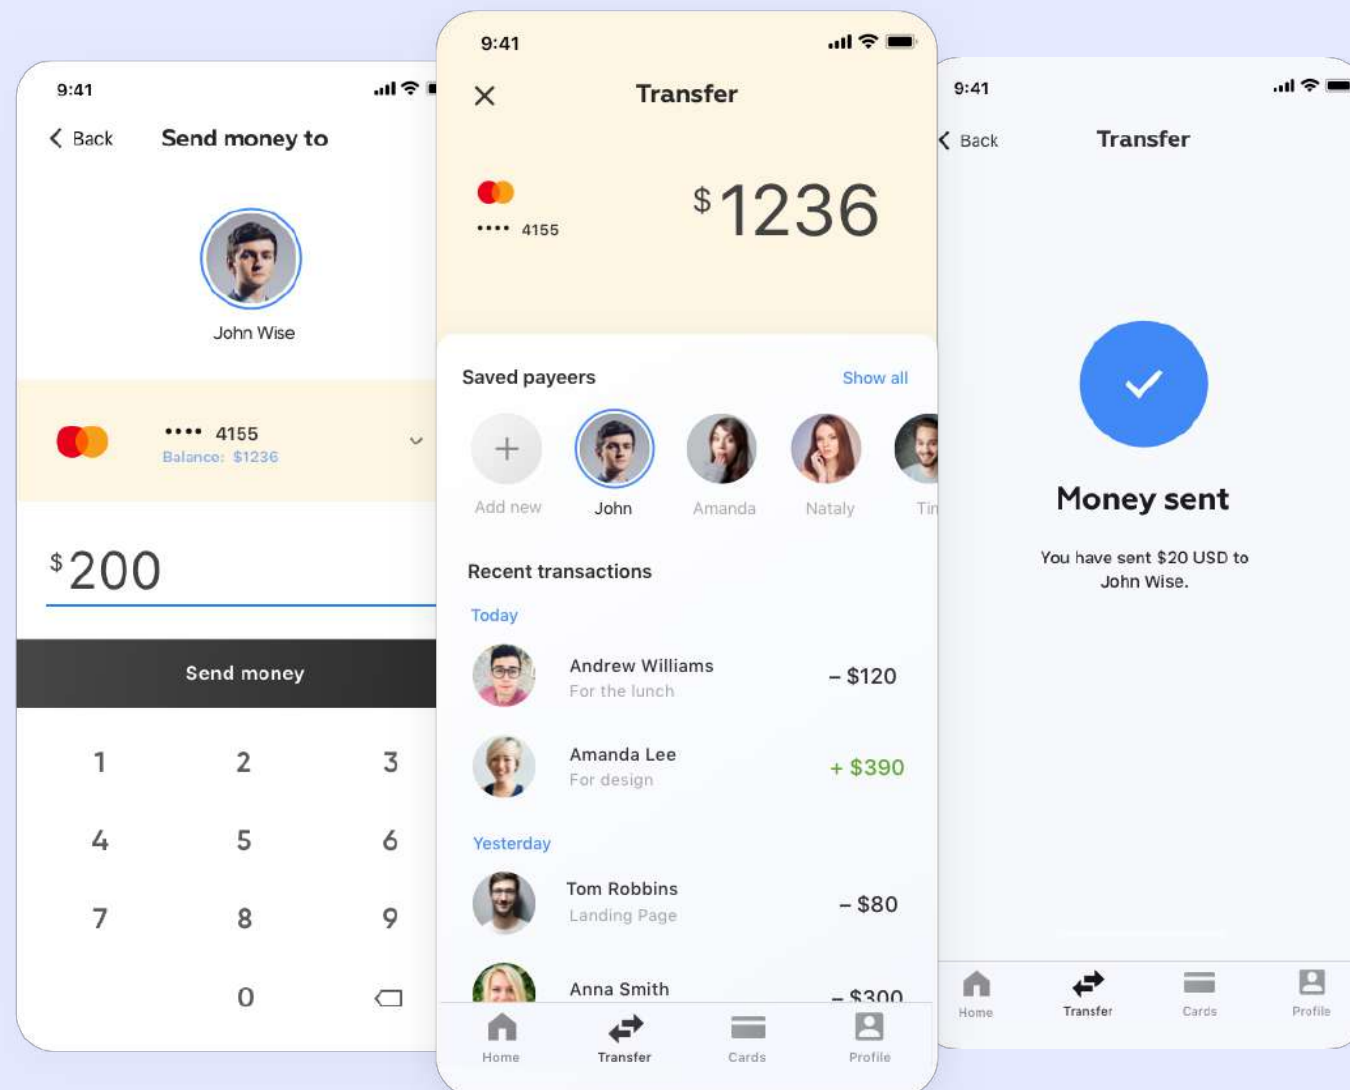 9:41
Back
Send money to
John Wise
•••• 4155
Balance: $1236
$200
Send money
1 2 3
4 5 6
7 8 9
0
9:41
Transfer
$1236
•••• 4155
Saved payeers
Show all
Add new
John
Amanda
Nataly
Recent transactions
Today
Andrew Williams
– $120
For the lunch
Amanda Lee
+ $390
For design
Yesterday
Tom Robbins
– $80
Landing Page
Anna Smith
– $300
Home
Transfer
Cards
Profile
9:41
Back
Transfer
Money sent
You have sent $20 USD to
John Wise.
Home
Transfer
Cards
Profile